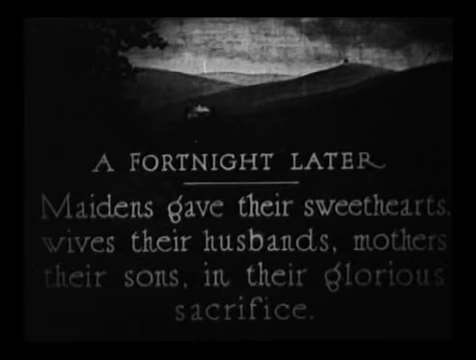 A FORTNIGHT LATER
Maidens gave their sweethearts,
wives their husbands, mothers
their sons, in their glorious
sacrifice.